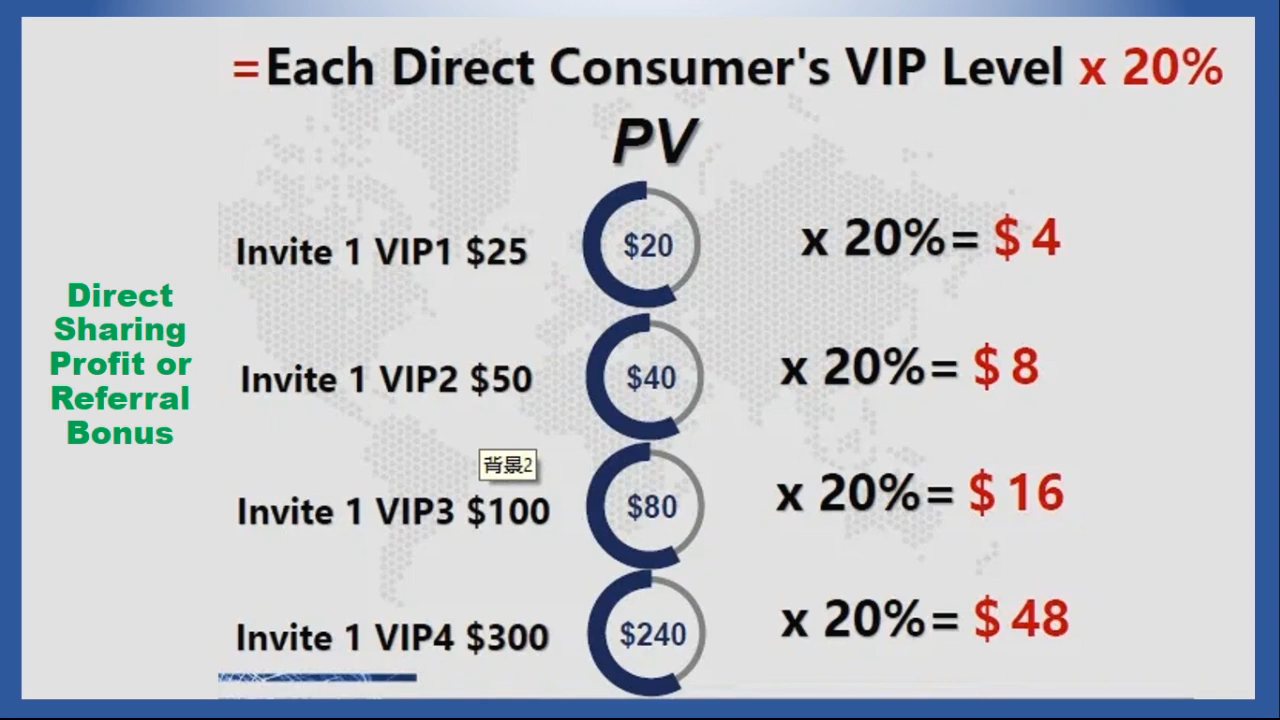 =Each Direct Consumer's VIP Level x 20%
PV
Invite 1 VIP1 $25
$20
x 20%= $ 4
Direct
Sharing
Profit or
Referral
Bonus
Invite 1 VIP2 $50
$40
x 20%= $ 8
背景2
Invite 1 VIP3 $100
$80
x 20%= $ 16
Invite 1 VIP4 $300
$240
x 20%= $ 48